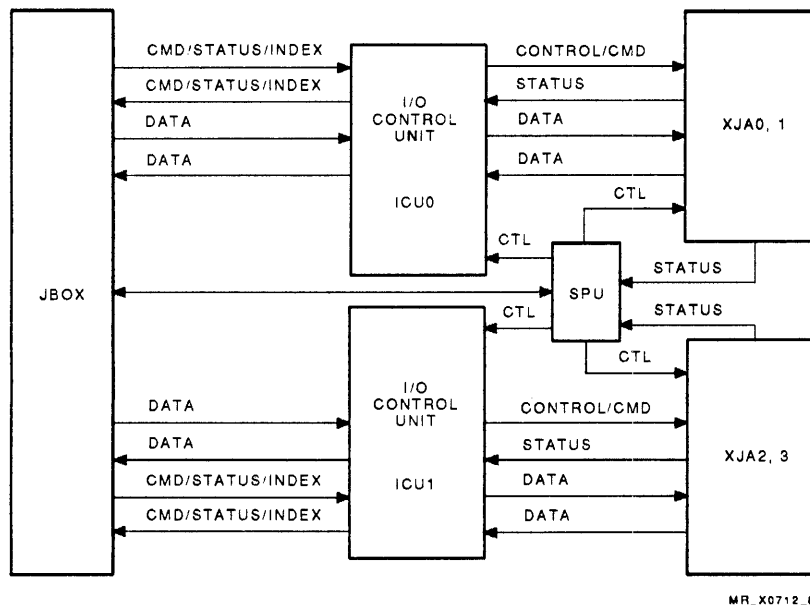 CMD/STATUS/INDEX
CONTROL/CMD
CMD/STATUS/INDEX
STATUS
I/O
CONTROL
UNIT
XJA0, 1
DATA
DATA
DATA
DATA
ICU0
CTL
CTL
STATUS
JBOX
SPU
STATUS
CTL
CTL
I/O
CONTROL
UNIT
DATA
CONTROL/CMD
DATA
STATUS
XJA2, 3
CMD/STATUS/INDEX
ICU1
DATA
CMD/STATUS/INDEX
DATA